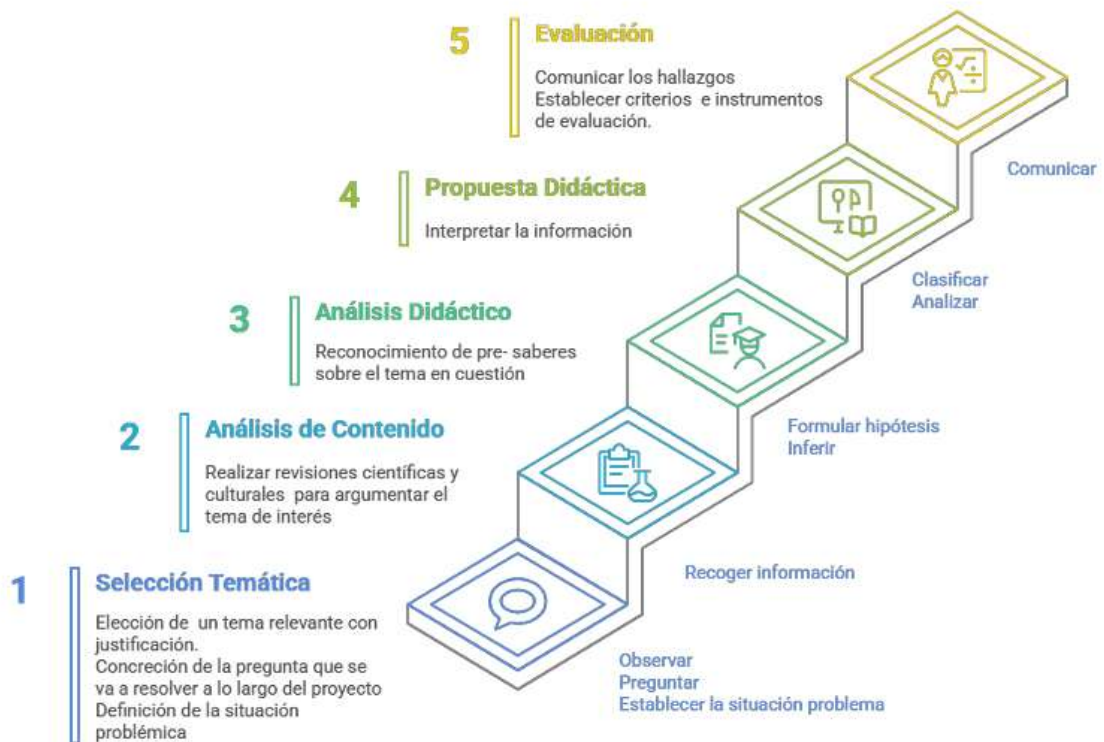 5
Evaluación
Comunicar los hallazgos
Establecer criterios e instrumentos
de evaluación.
Comunicar
4
Propuesta Didáctica
Interpretar la información
Clasificar
Analizar
3
Análisis Didáctico
Reconocimiento de pre- saberes
sobre el tema en cuestión
Formular hipótesis
Inferir
2
Análisis de Contenido
Realizar revisiones científicas y
culturales para argumentar el
tema de interés
Recoger información
1
Selección Temática
Elección de un tema relevante con
justificación.
Concreción de la pregunta que se
va a resolver a lo largo del proyecto
Definición de la situación
problémica
Observar
Preguntar
Establecer la situación problema